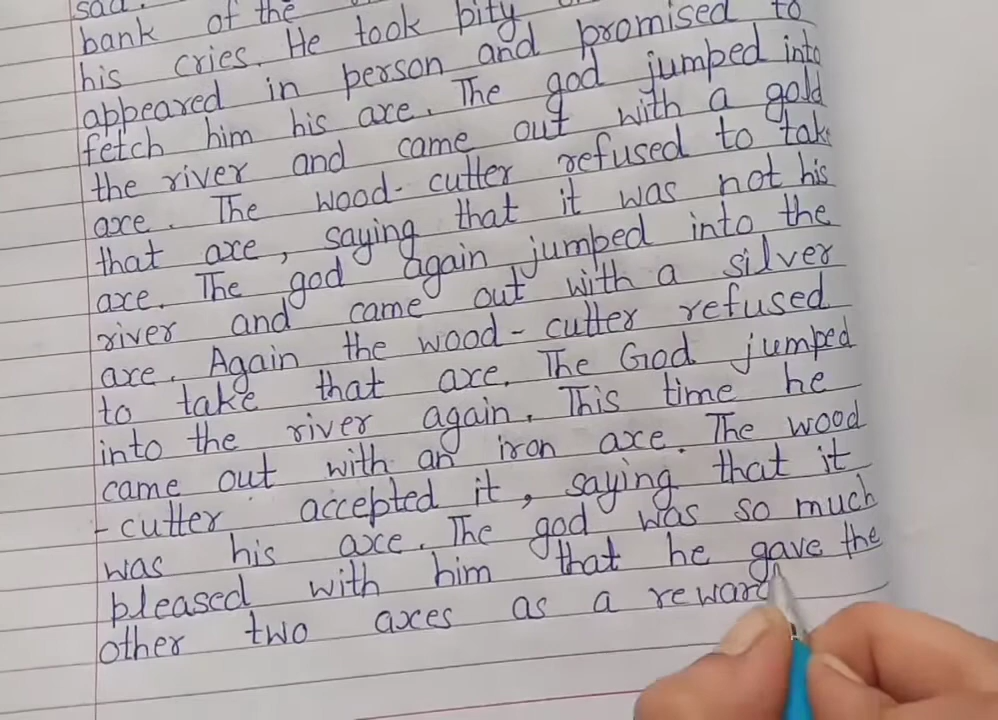 sad.
bank of the
his cries. He took pity
appeared in person and promised to
fetch him his axe. The god jumped into
the river and came out with a gold
axe. The wood-cutter refused to take
that axe, saying that it was not his
axe. The god again jumped into the
river and came out with a silver
axe. Again the wood-cutter refused
to take that axe. The God jumped
into the river again. This time he
came out with an iron axe. The wood
-cutter accepted it, saying that it
was his axe. The god was so much
pleased with him that he gave the
other two axes as a reward